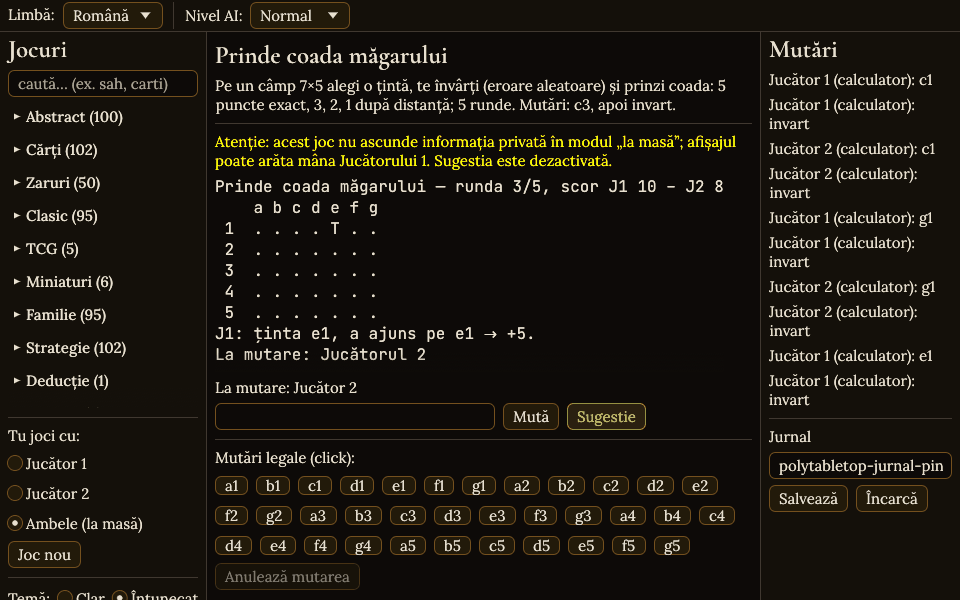 Limbă:
Română
Nivel AI:
Normal
Jocuri
caută... (ex. sah, carti)
Abstract (100)
Cărți (102)
Zaruri (50)
Clasic (95)
TCG (5)
Miniaturi (6)
Familie (95)
Strategie (102)
Deducție (1)
Tu joci cu:
Jucător 1
Jucător 2
Ambele (la masă)
Joc nou
Temă:
Clar
Întunecat
Prinde coada măgarului
Pe un câmp 7×5 alegi o țintă, te învârți (eroare aleatoare) și prinzi coada: 5
puncte exact, 3, 2, 1 după distanță; 5 runde. Mutări: c3, apoi invart.
Atenție: acest joc nu ascunde informația privată în modul „la masă”; afișajul
poate arăta mâna Jucătorului 1. Sugestia este dezactivată.
Prinde coada măgarului — runda 3/5, scor J1 10 – J2 8
a b c d e f g
1 . . . . T . .
2 . . . . . . .
3 . . . . . . .
4 . . . . . . .
5 . . . . . . .
J1: ținta e1, a ajuns pe e1 → +5.
La mutare: Jucătorul 2
La mutare: Jucător 2
Mută
Sugestie
Mutări legale (click):
a1 b1 c1 d1 e1 f1 g1 a2 b2 c2 d2 e2
f2 g2 a3 b3 c3 d3 e3 f3 g3 a4 b4 c4
d4 e4 f4 g4 a5 b5 c5 d5 e5 f5 g5
Anulează mutarea
Mutări
Jucător 1 (calculator): c1
Jucător 1 (calculator):
invart
Jucător 2 (calculator): c1
Jucător 2 (calculator):
invart
Jucător 1 (calculator): g1
Jucător 1 (calculator):
invart
Jucător 2 (calculator): g1
Jucător 2 (calculator):
invart
Jucător 1 (calculator): e1
Jucător 1 (calculator):
invart
Jurnal
polytabletop-jurnal-pin
Salvează
Încarcă